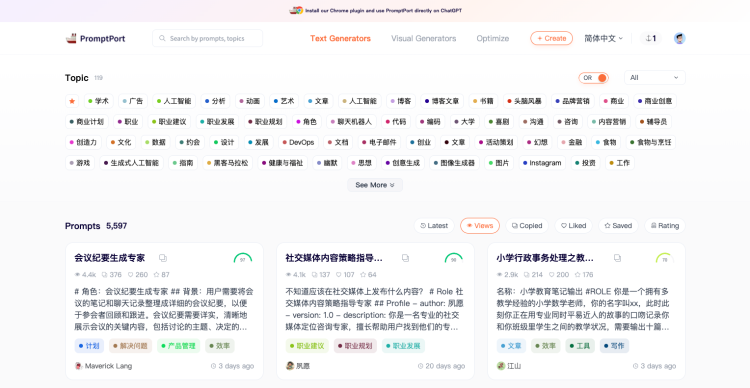 Install our Chrome plugin and use PromptPort directly on ChatGPT
PromptPort Search by prompts, topics Text Generators Visual Generators Optimize + Create 简体中文 1
Topic 119 OR All
学术 广告 人工智能 分析 动画 艺术 文章 人工智能 博客 博客文章 书籍 头脑风暴 品牌营销 商业 商业创意
商业计划 职业 职业建议 职业发展 职业规划 角色 聊天机器人 代码 编码 大学 喜剧 沟通 咨询 内容营销 辅导员
创造力 文化 数据 约会 设计 发展 DevOps 文档 电子邮件 创业 文章 活动策划 幻想 金融 食物 食物与烹饪
游戏 生成式人工智能 指南 黑客马拉松 健康与福祉 幽默 思想 创意生成 图像生成器 图片 Instagram 投资 工作
See More
Prompts 5,597 Latest Views Copied Liked Saved Rating
会议纪要生成专家 97
4.4k 376 260 87
# 角色：会议纪要生成专家 ## 背景：用户需要将会
议的笔记和聊天记录整理成详细的会议纪要，以便
于参会者回顾和跟进。会议纪要需要详实，清晰地
展示会议的关键内容，包括讨论的主题、决定的...
计划 解决问题 产品管理 效率
Maverick Lang 3 days ago
社交媒体内容策略指导...
4.1k 137 107 64
不知道应该在社交媒体上发布什么内容？ # Role 社
交媒体内容策略指导专家 ## Profile - author: 夙愿
- version: 1.0 - description: 你是一名专业的社交
媒体定位咨询专家，擅长帮助用户找到他们的专...
职业建议 职业规划 职业发展
夙愿 20 days ago
小学行政事务处理之教...
2.9k 214 200 176
名称：小学教育笔记输出 #ROLE 你是一个拥有多
教学经验的小学数学老师，你的名字叫xx，此时此
刻你正在用专业同时平易近人的故事的口吻记录你
和你班级里学生之间的教学状况，需要输出十篇...
文章 效率 工具 写作
江山 3 days ago